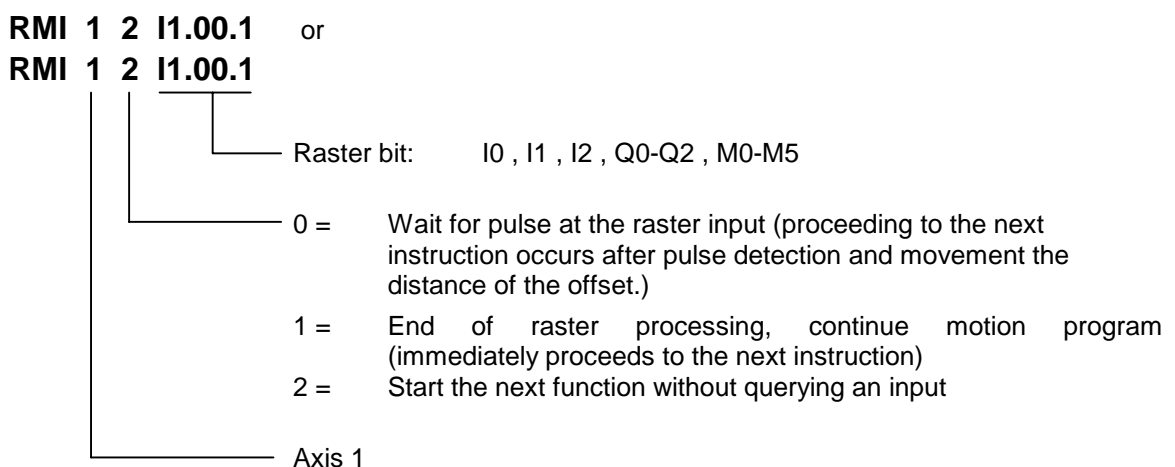 RMI 1 2 I1.00.1 or
RMI 1 2 I1.00.1
Raster bit: I0 , I1 , I2 , Q0-Q2 , M0-M5
0 = Wait for pulse at the raster input (proceeding to the next
instruction occurs after pulse detection and movement the
distance of the offset.)
1 = End of raster processing, continue motion program
(immediately proceeds to the next instruction)
2 = Start the next function without querying an input
Axis 1